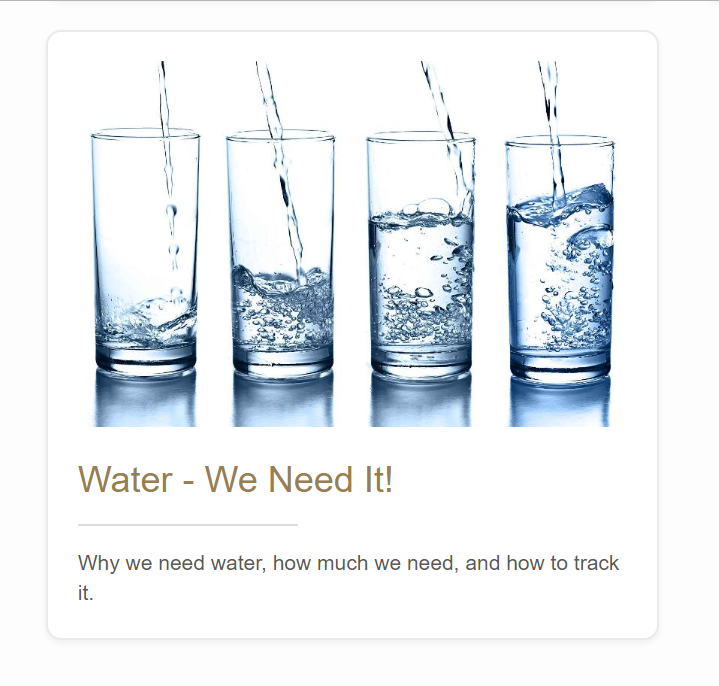 Water - We Need It!
Why we need water, how much we need, and how to track
it.